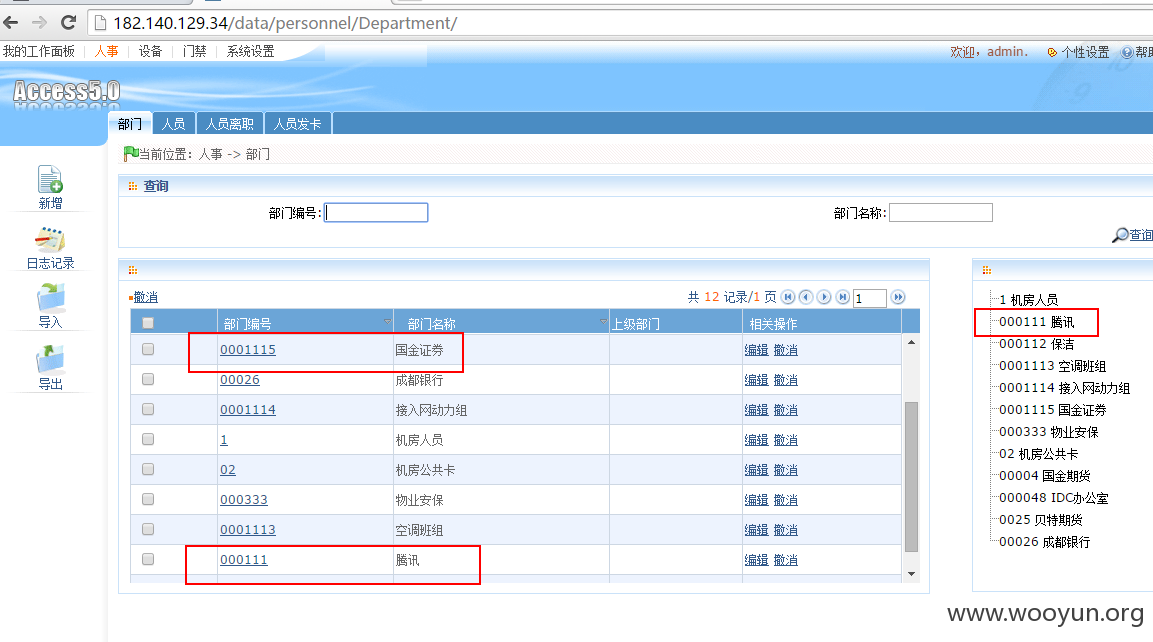 182.140.129.34/data/personnel/Department/
我的工作面板 人事 设备 门禁 系统设置 欢迎，admin. 个性设置 帮助
Access5.0
部门 人员 人员离职 人员发卡
当前位置：人事 -> 部门
新增
日志记录
导入
导出
查询
部门编号: 部门名称:
查询
撤消 共 12 记录/1 页 1
部门编号 部门名称 上级部门 相关操作
0001115 国金证券 编辑 撤消
00026 成都银行 编辑 撤消
0001114 接入网动力组 编辑 撤消
1 机房人员 编辑 撤消
02 机房公共卡 编辑 撤消
000333 物业安保 编辑 撤消
0001113 空调班组 编辑 撤消
000111 腾讯 编辑 撤消
1 机房人员
000111 腾讯
000112 保洁
0001113 空调班组
0001114 接入网动力组
0001115 国金证券
000333 物业安保
02 机房公共卡
00004 国金期货
000048 IDC办公室
0025 贝特期货
00026 成都银行
www.wooyun.org